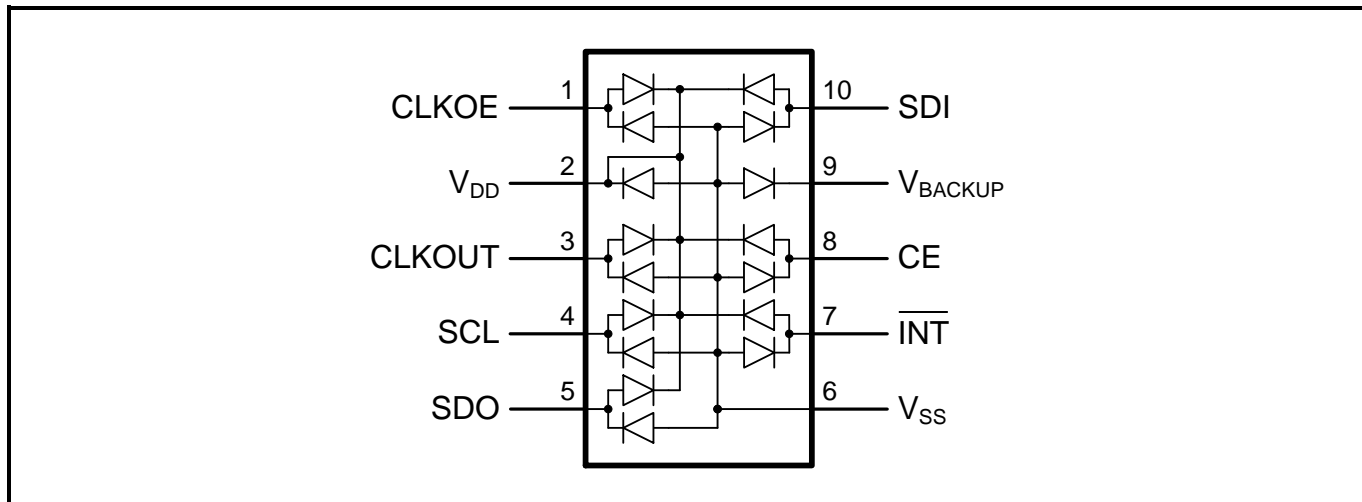 CLKOE 1 10 SDI
V_DD 2 9 V_BACKUP
CLKOUT 3 8 CE
SCL 4 7 I̅N̅T̅
SDO 5 6 V_SS